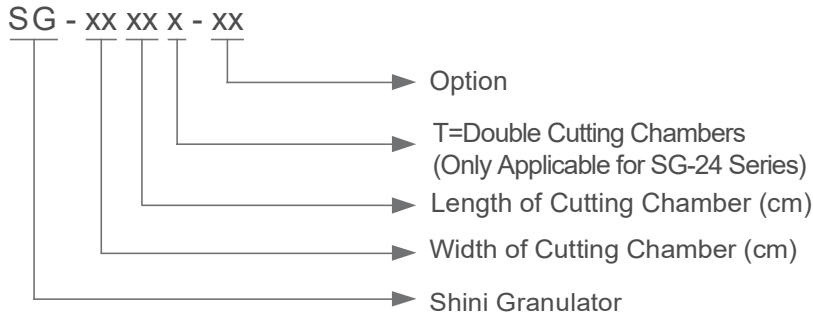 SG - xx xx x - xx
Option
T=Double Cutting Chambers
(Only Applicable for SG-24 Series)
Length of Cutting Chamber (cm)
Width of Cutting Chamber (cm)
Shini Granulator